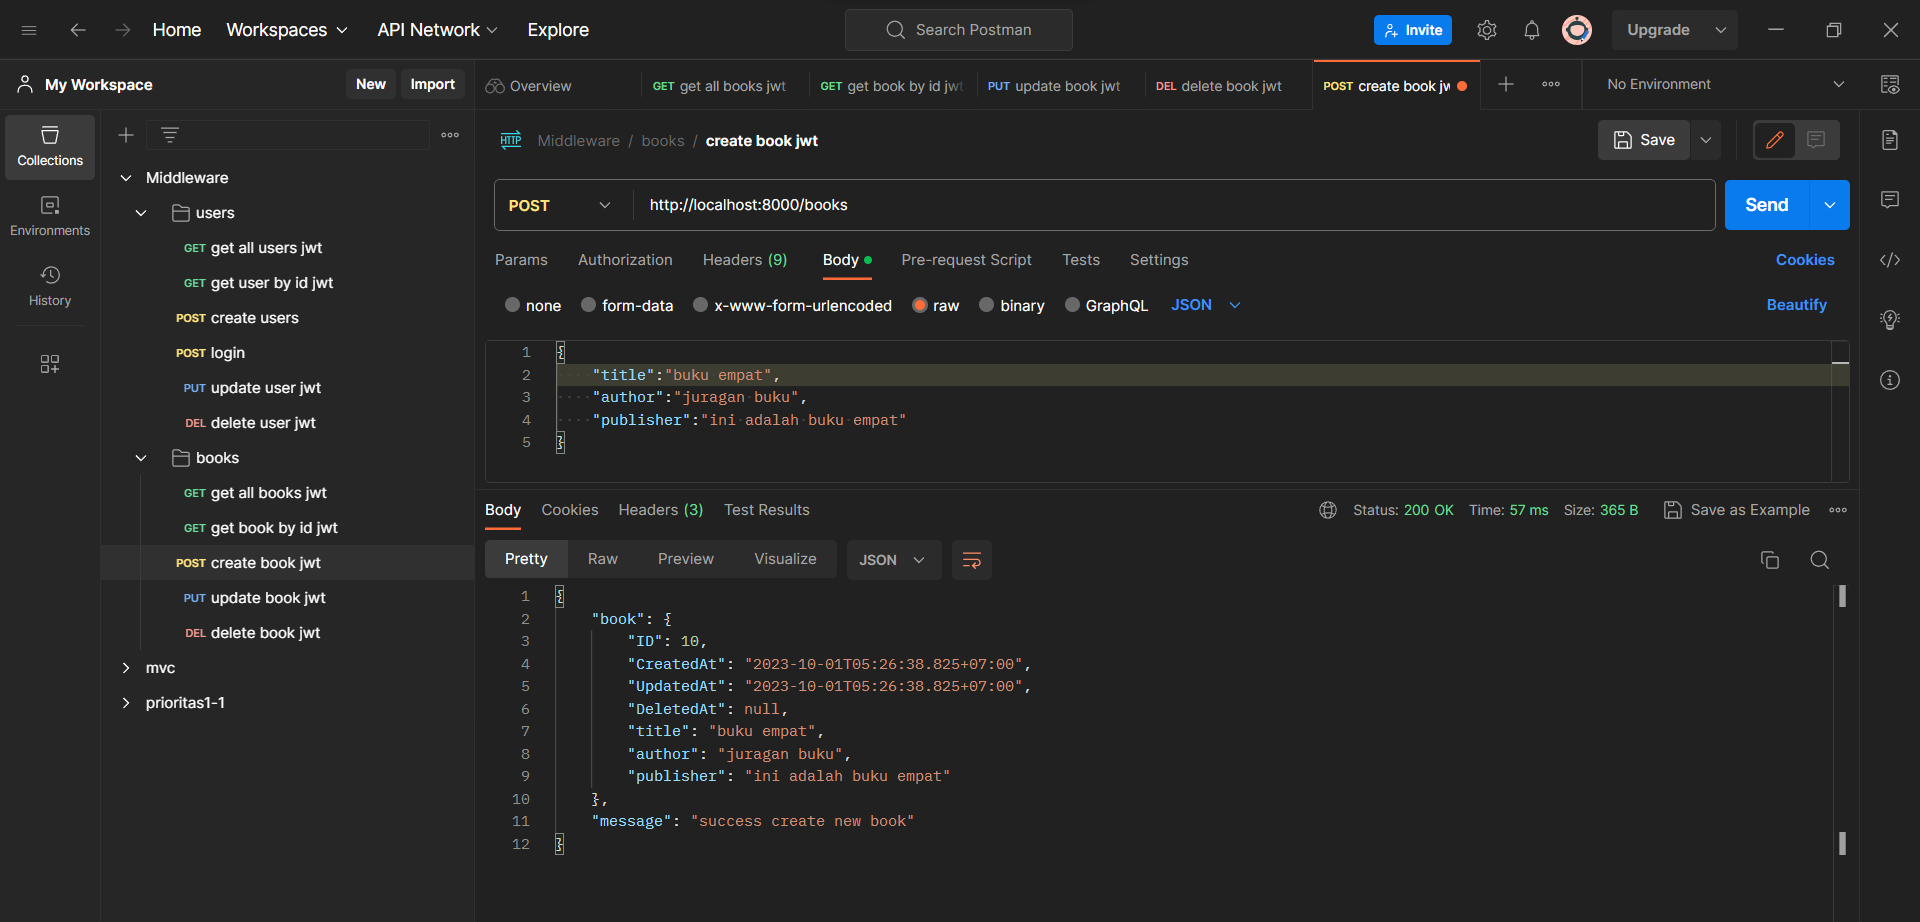 Home Workspaces API Network Explore Search Postman Invite Upgrade
My Workspace New Import
Overview GET get all books jwt GET get book by id jwt PUT update book jwt DEL delete book jwt POST create book jw No Environment
Collections
Environments
History
Middleware
users
GET get all users jwt
GET get user by id jwt
POST create users
POST login
PUT update user jwt
DEL delete user jwt
books
GET get all books jwt
GET get book by id jwt
POST create book jwt
PUT update book jwt
DEL delete book jwt
mvc
prioritas1-1
HTTP Middleware / books / create book jwt Save
POST http://localhost:8000/books Send
Params Authorization Headers (9) Body Pre-request Script Tests Settings Cookies
none form-data x-www-form-urlencoded raw binary GraphQL JSON Beautify
1 {
2 "title":"buku empat",
3 "author":"juragan buku",
4 "publisher":"ini adalah buku empat"
5 }
Body Cookies Headers (3) Test Results Status: 200 OK Time: 57 ms Size: 365 B Save as Example
Pretty Raw Preview Visualize JSON
1 {
2 "book": {
3 "ID": 10,
4 "CreatedAt": "2023-10-01T05:26:38.825+07:00",
5 "UpdatedAt": "2023-10-01T05:26:38.825+07:00",
6 "DeletedAt": null,
7 "title": "buku empat",
8 "author": "juragan buku",
9 "publisher": "ini adalah buku empat"
10 },
11 "message": "success create new book"
12 }